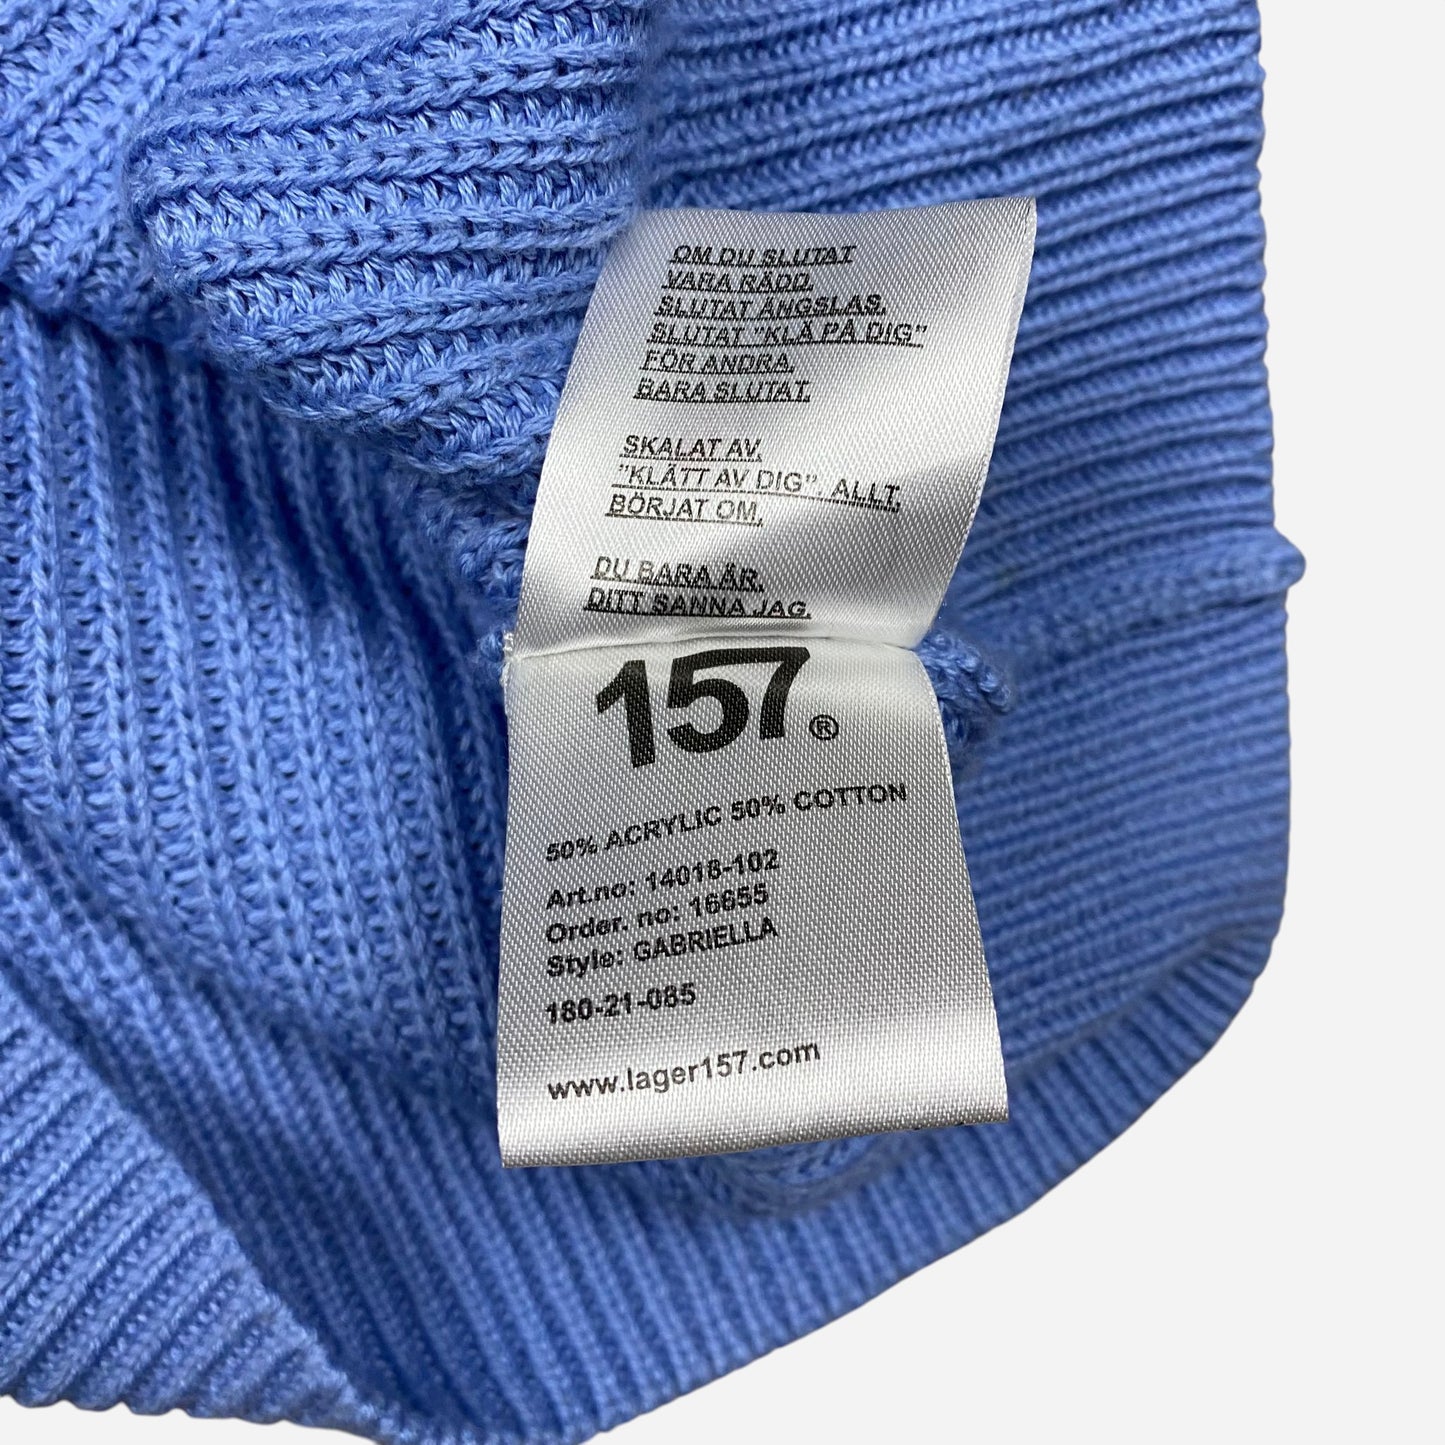 OM DU SLUTAT
VARA RÄDD.
SLUTAT ÄNGSLAS.
SLUTAT "KLÄ PÅ DIG"
FÖR ANDRA.
BARA SLUTAT.
SKALAT AV.
"KLÄTT AV DIG". ALLT.
BÖRJAT OM.
DU BARA ÄR.
DITT SANNA JAG.
157®
50% ACRYLIC 50% COTTON
Art.no: 14018-102
Order. no: 16655
Style: GABRIELLA
180-21-085
www.lager157.com